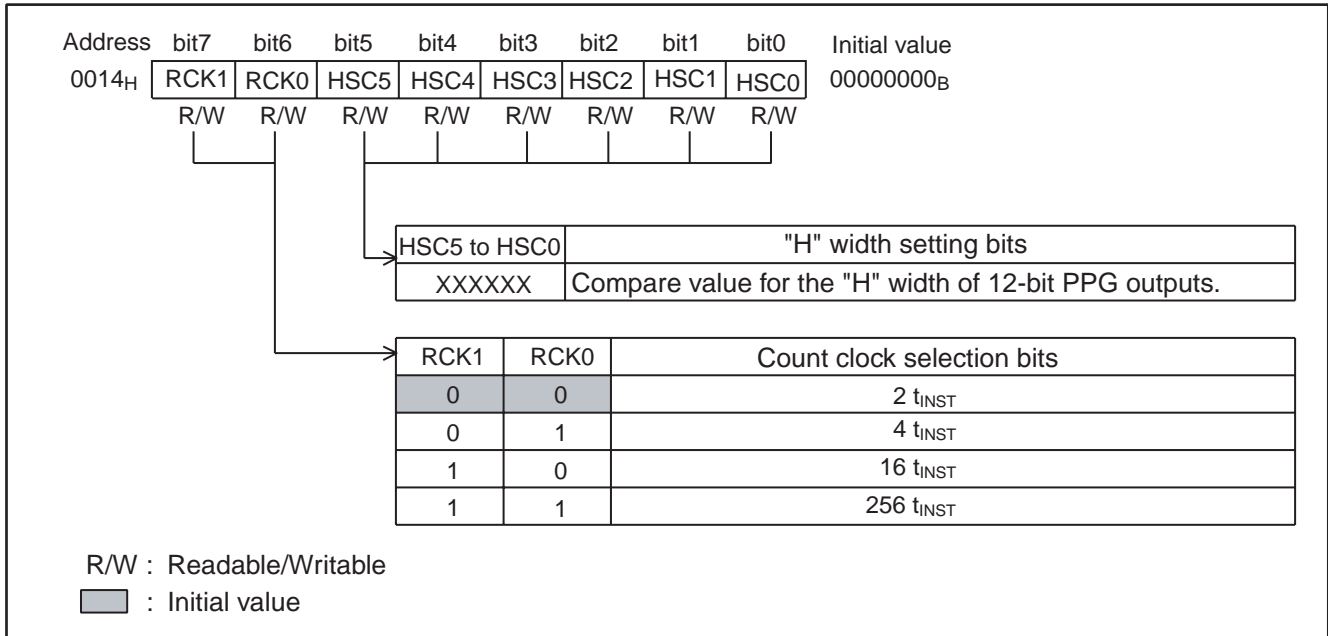 Address bit7 bit6 bit5 bit4 bit3 bit2 bit1 bit0 Initial value
0014H RCK1 RCK0 HSC5 HSC4 HSC3 HSC2 HSC1 HSC0 00000000B
R/W R/W R/W R/W R/W R/W R/W R/W
HSC5 to HSC0 "H" width setting bits
XXXXXX Compare value for the "H" width of 12-bit PPG outputs.
RCK1 RCK0 Count clock selection bits
0 0 2 tINST
0 1 4 tINST
1 0 16 tINST
1 1 256 tINST
R/W : Readable/Writable
: Initial value